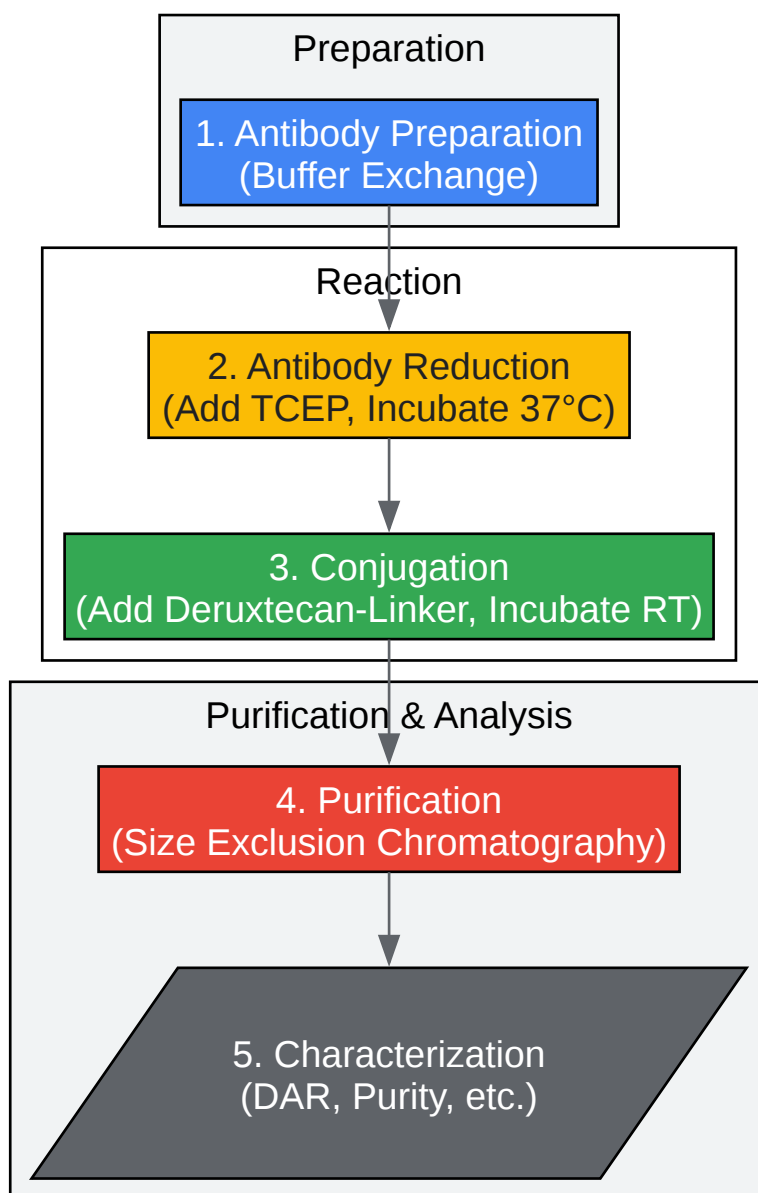 Preparation
1. Antibody Preparation
(Buffer Exchange)
Reaction
2. Antibody Reduction
(Add TCEP, Incubate 37°C)
3. Conjugation
(Add Deruxtecan-Linker, Incubate RT)
Purification & Analysis
4. Purification
(Size Exclusion Chromatography)
5. Characterization
(DAR, Purity, etc.)